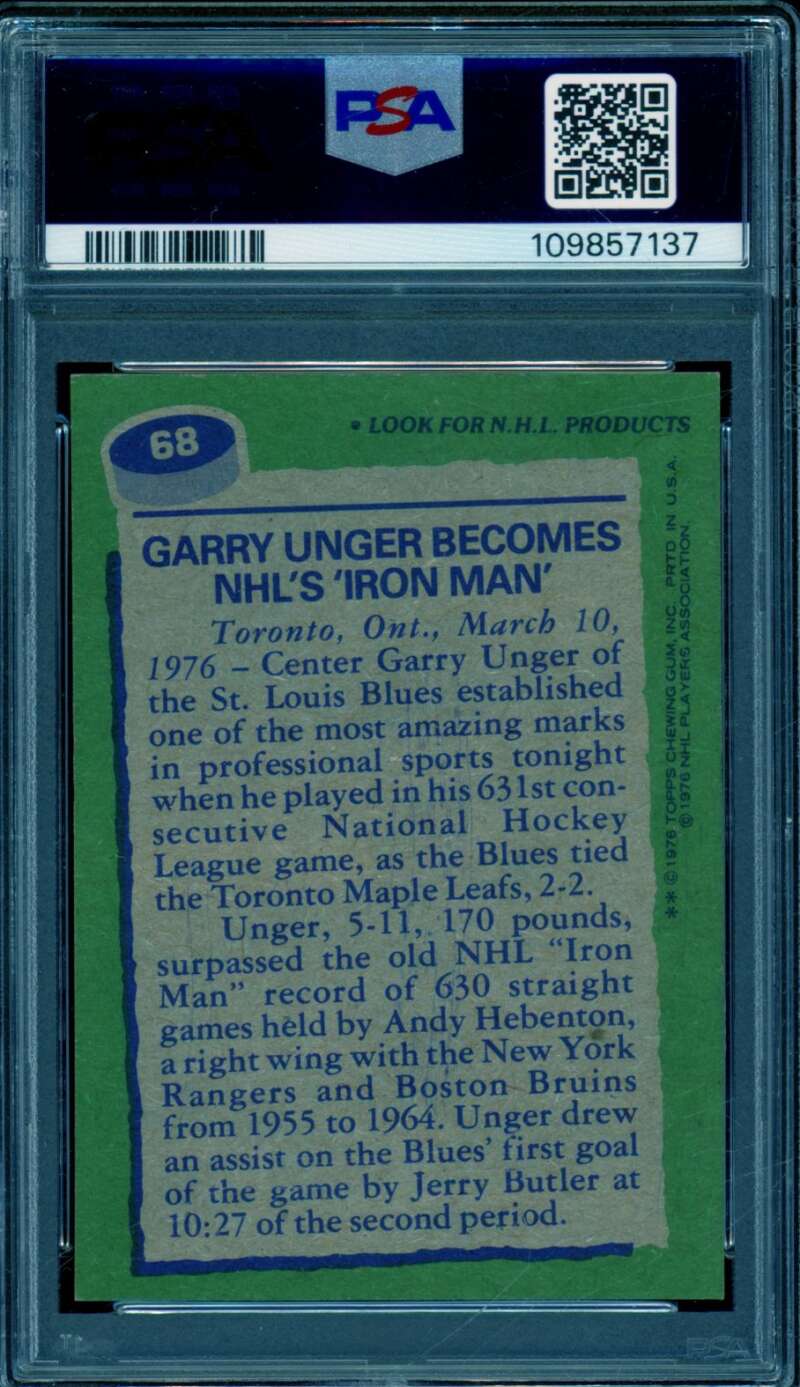 PSA
109857137
68
• LOOK FOR N.H.L. PRODUCTS
GARRY UNGER BECOMES
NHL'S 'IRON MAN'
Toronto, Ont., March 10,
1976 – Center Garry Unger of
the St. Louis Blues established
one of the most amazing marks
in professional sports tonight
when he played in his 631st con-
secutive National Hockey
League game, as the Blues tied
the Toronto Maple Leafs, 2-2.
Unger, 5-11, 170 pounds,
surpassed the old NHL "Iron
Man" record of 630 straight
games held by Andy Hebenton,
a right wing with the New York
Rangers and Boston Bruins
from 1955 to 1964. Unger drew
an assist on the Blues' first goal
of the game by Jerry Butler at
10:27 of the second period.
** © 1976 TOPPS CHEWING GUM, INC. PRTD IN U.S.A.
© 1976 NHL PLAYERS ASSOCIATION.
PSA